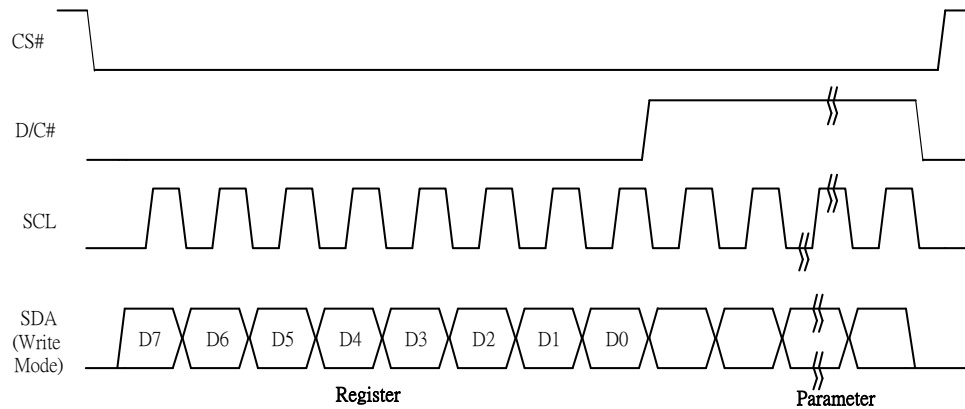 CS#
D/C#
SCL
SDA
(Write
Mode)
D7 D6 D5 D4 D3 D2 D1 D0
Register
Parameter